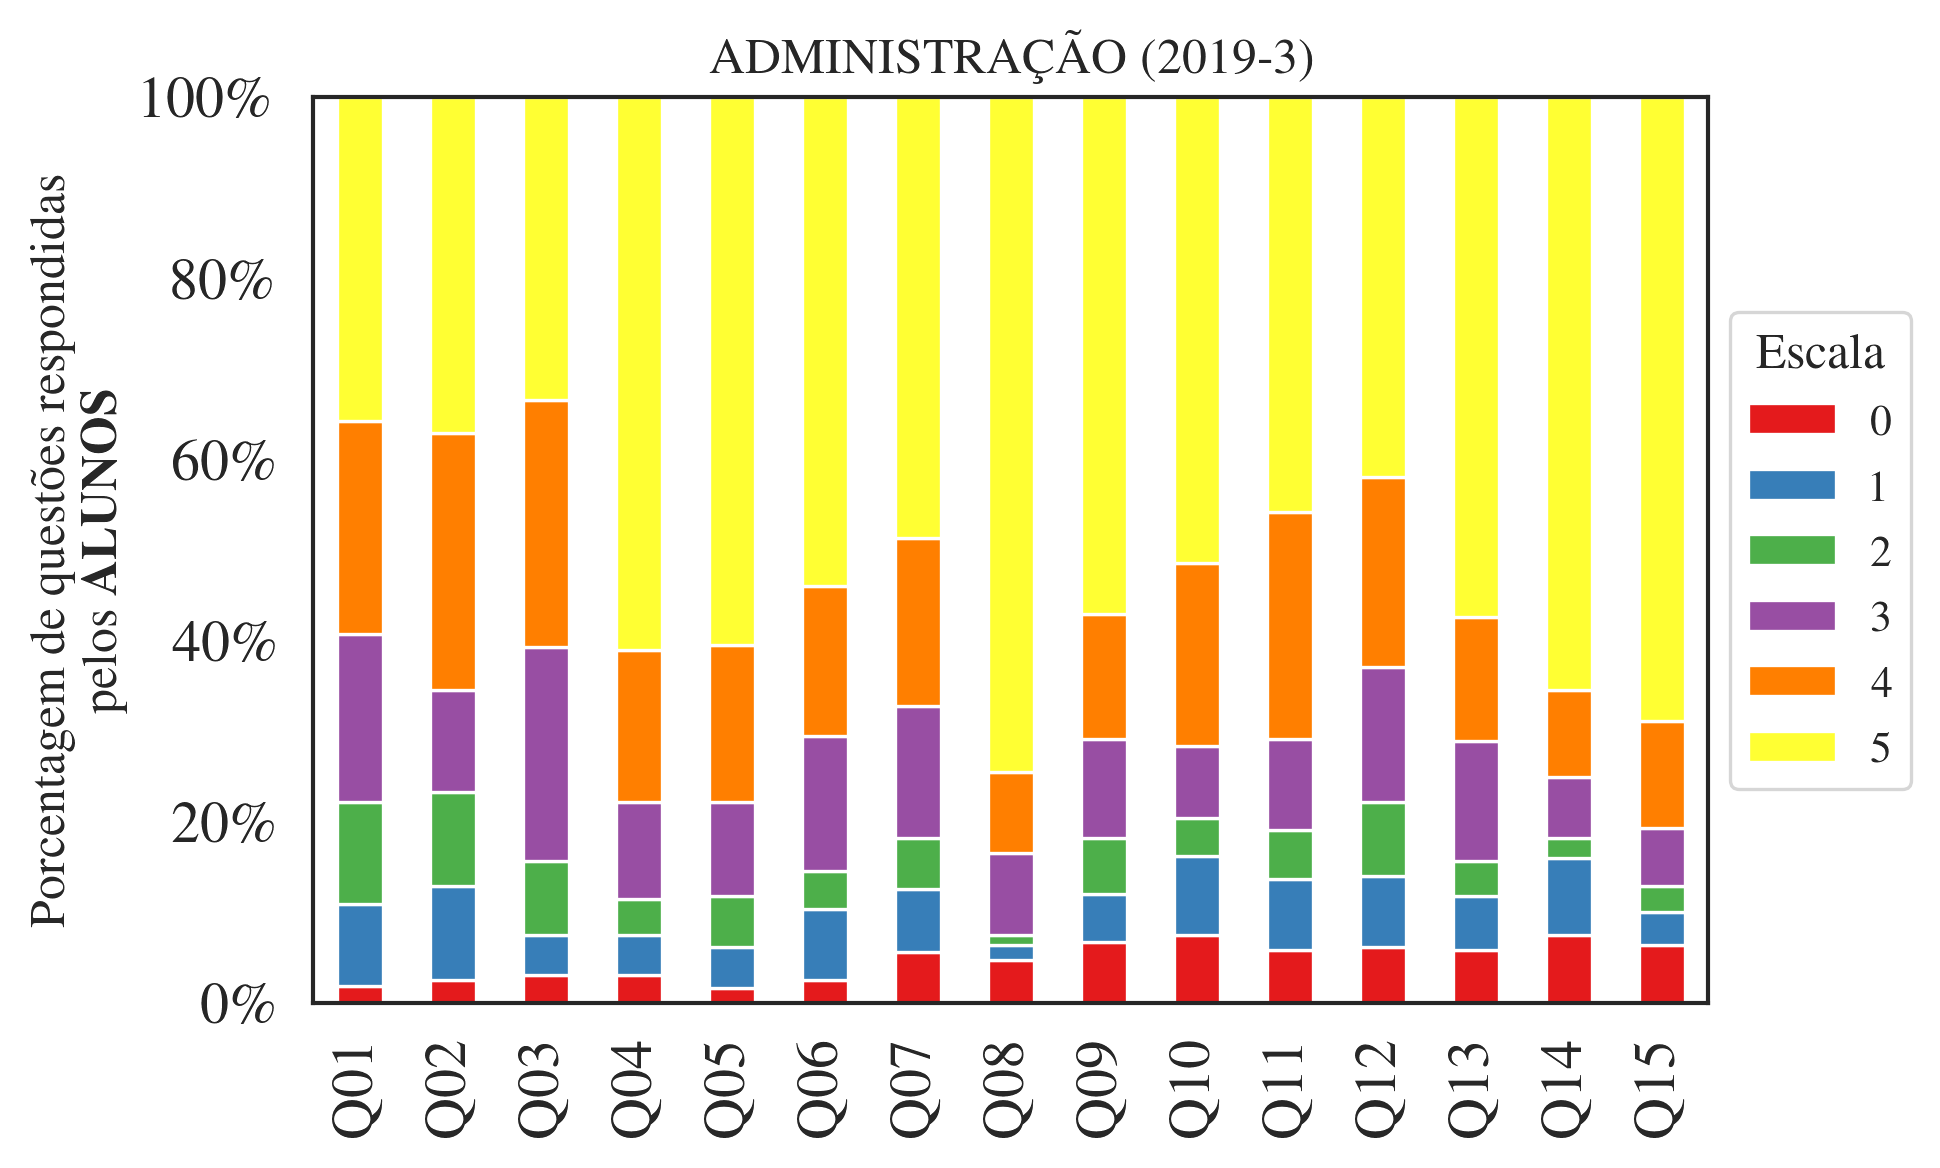 ADMINISTRAÇÃO (2019-3)
Porcentagem de questões respondidas
pelos ALUNOS
100%
80%
60%
40%
20%
0%
Q01
Q02
Q03
Q04
Q05
Q06
Q07
Q08
Q09
Q10
Q11
Q12
Q13
Q14
Q15
Escala
0
1
2
3
4
5